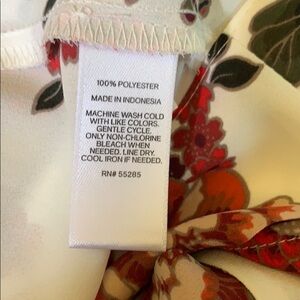 100% POLYESTER
MADE IN INDONESIA
MACHINE WASH COLD
WITH LIKE COLORS.
GENTLE CYCLE.
ONLY NON-CHLORINE
BLEACH WHEN
NEEDED. LINE DRY.
COOL IRON IF NEEDED.
RN# 55285